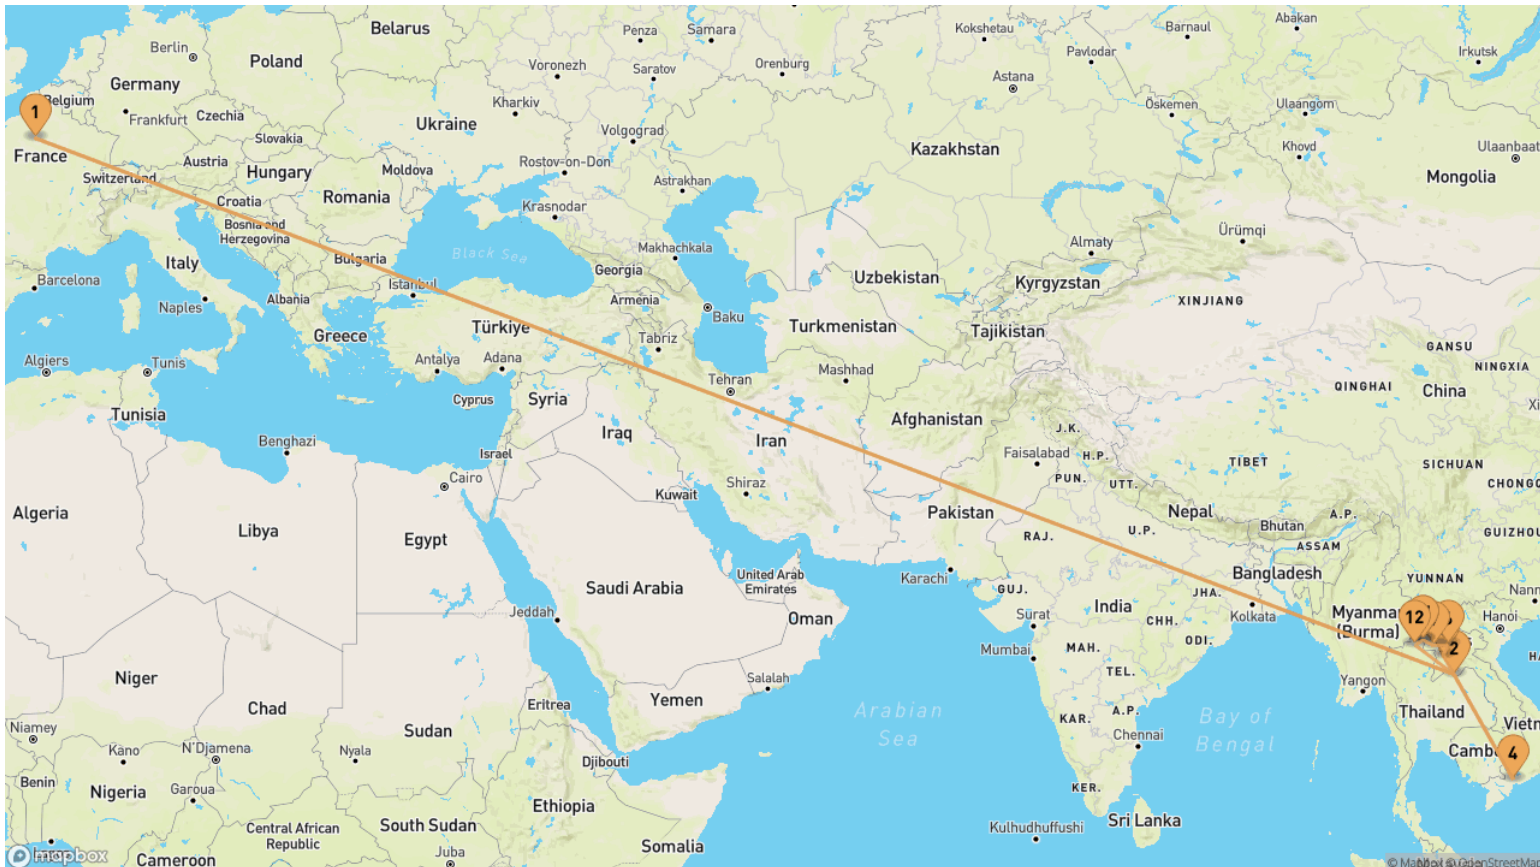 Belarus
Penza
Samara
Kokshetau
Barnaul
Abakan
Berlin
Poland
Voronezh
Saratov
Orenburg
Pavlodar
Irkutsk
Germany
Astana
1
Belgium
Frankfurt
Czechia
Kharkiv
Ukraine
Volgograd
Öskemen
Ulaangom
France
Slovakia
Austria
Switzerland
Hungary
Moldova
Rostov-on-Don
Kazakhstan
Khovd
Ulaanbaat
Mongolia
Croatia
Romania
Astrakhan
Krasnodar
Bosnia and
Herzegovina
Black Sea
Makhachkala
Almaty
Ürümqi
Italy
Bulgaria
Georgia
Uzbekistan
Kyrgyzstan
Barcelona
Istanbul
Naples
Albania
Armenia
Baku
XINJIANG
Greece
Türkiye
Tabriz
Turkmenistan
Tajikistan
GANSU
Algiers
Tunis
Antalya
Adana
Tehran
Mashhad
NINGXIA
QINGHAI
China
Cyprus
Syria
Tunisia
Iraq
Iran
Afghanistan
J.K.
Xi
Benghazi
Israel
Faisalabad
H.P.
TIBET
SICHUAN
Cairo
Shiraz
PUN.
UTT.
CHONGQ
Kuwait
Algeria
Libya
Egypt
Pakistan
Nepal
Bhutan
A.P.
RAJ.
U.P.
ASSAM
GUIZHOU
Saudi Arabia
United Arab
Emirates
Karachi
Bangladesh
YUNNAN
GUJ.
India
JHA.
Kolkata
Nann
Jeddah
Oman
Surat
CHH.
Myanmar
(Burma)
12
Hanoi
Mumbai
MAH.
ODI.
2
TEL.
Niger
Chad
Salalah
Yangon
Yemen
Eritrea
Arabian
Sea
KAR.
A.P.
Bay of
Bengal
Thailand
Niamey
Sudan
Vietn
Kano
N'Djamena
Nyala
Chennai
Djibouti
Camb
4
Benin
Nigeria
Garoua
KER.
Ethiopia
Central African
Republic
South Sudan
Kulhudhuffushi
Sri Lanka
Somalia
mapbox
Cameroon
Juba
© Mapbox © OpenStreetMap